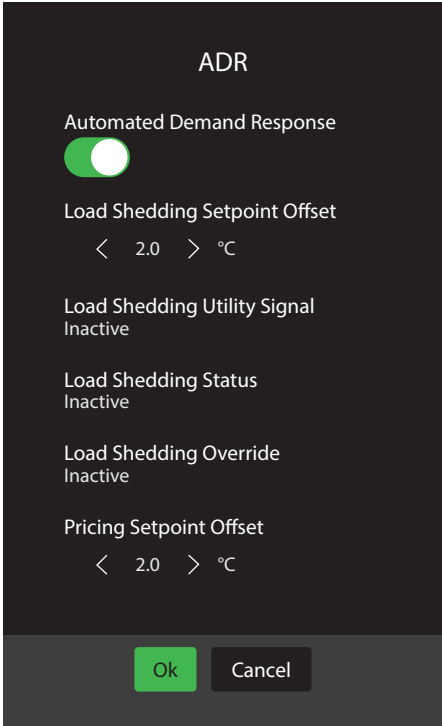 ADR
Automated Demand Response
Load Shedding Setpoint Offset
2.0 °C
Load Shedding Utility Signal
Inactive
Load Shedding Status
Inactive
Load Shedding Override
Inactive
Pricing Setpoint Offset
2.0 °C
Ok Cancel